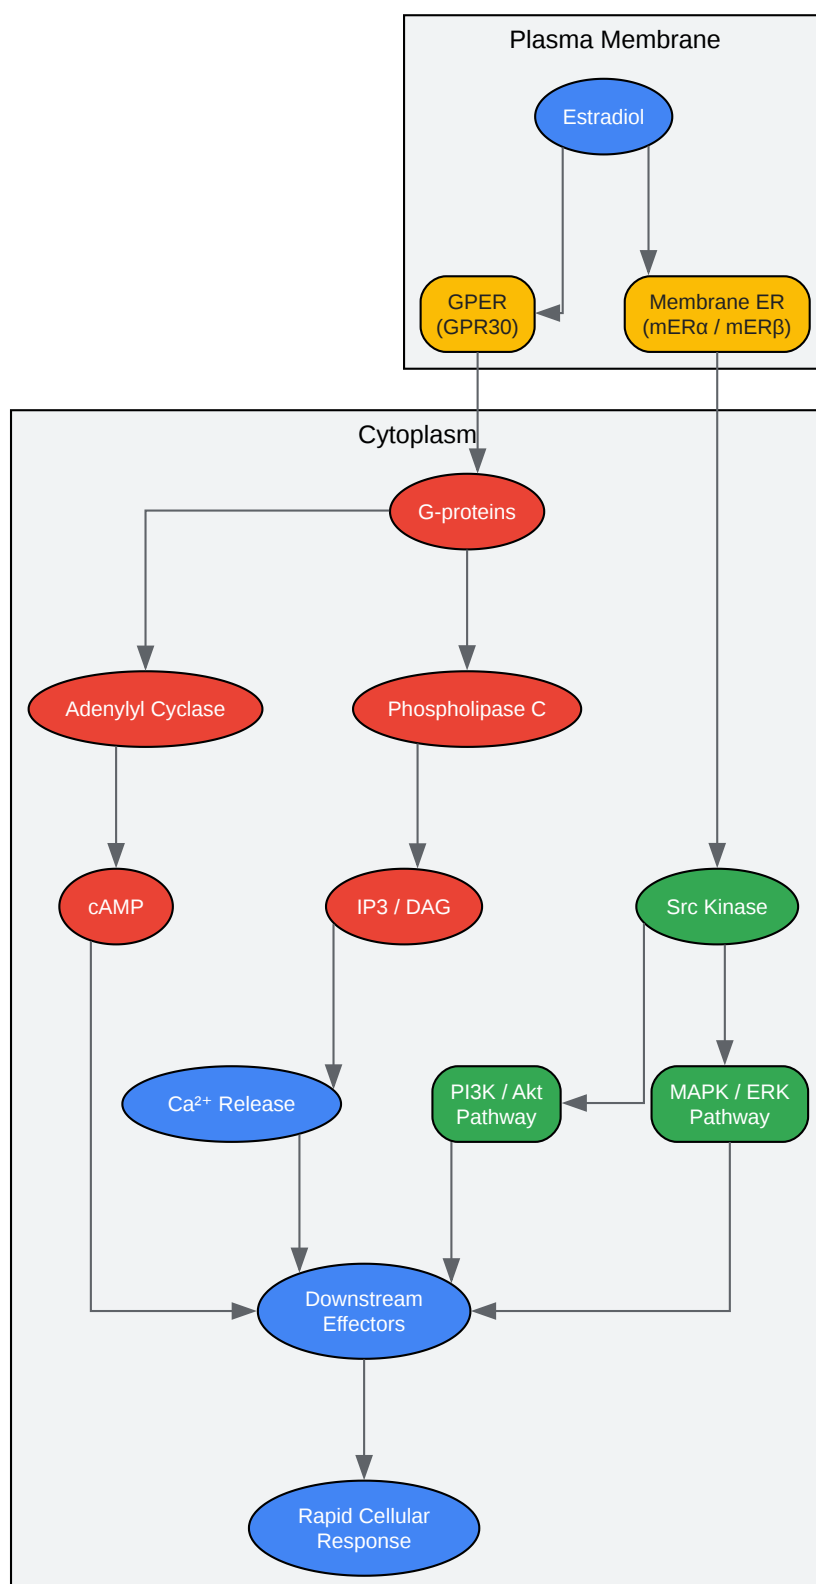 Plasma Membrane
Estradiol
GPER
(GPR30)
Membrane ER
(mERα / mERβ)
Cytoplasm
G-proteins
Adenylyl Cyclase
Phospholipase C
cAMP
IP3 / DAG
Src Kinase
Ca²⁺ Release
PI3K / Akt
Pathway
MAPK / ERK
Pathway
Downstream
Effectors
Rapid Cellular
Response